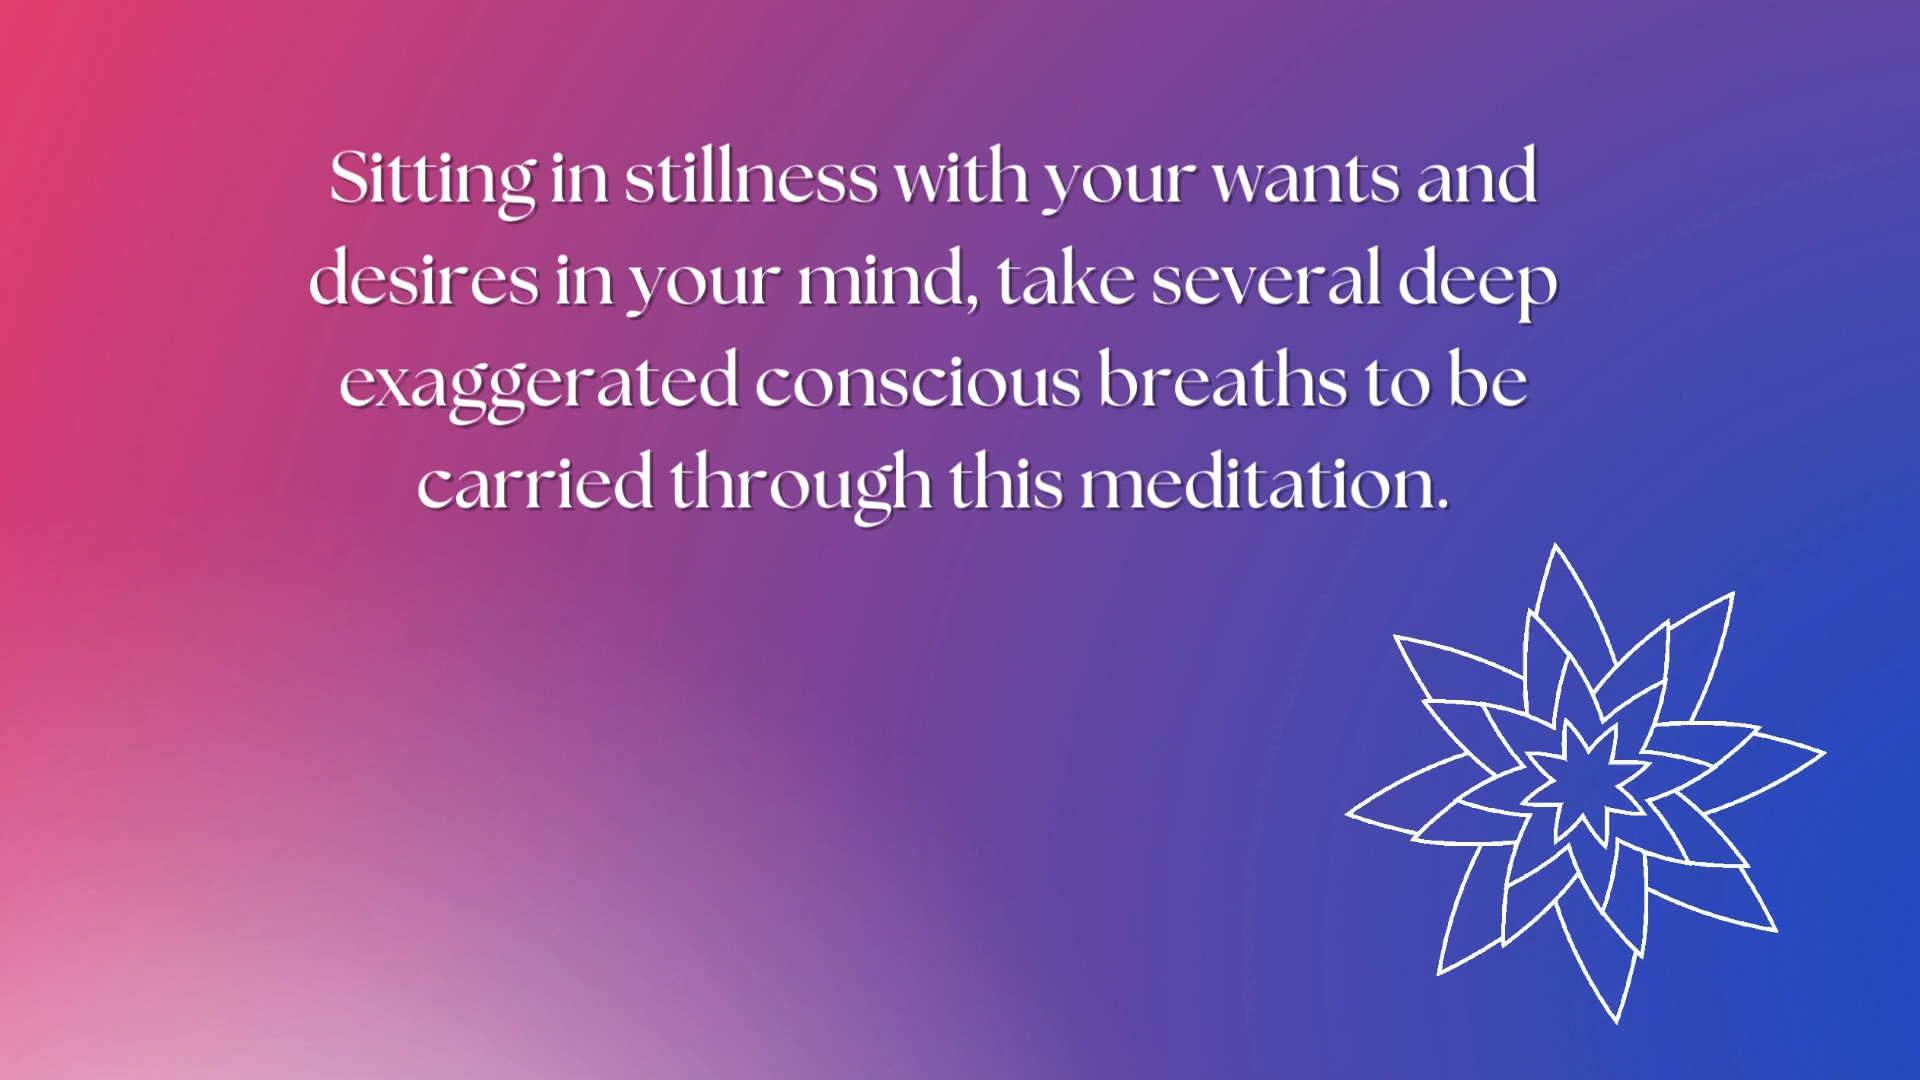 Sitting in stillness with your wants and
desires in your mind, take several deep
exaggerated conscious breaths to be
carried through this meditation.